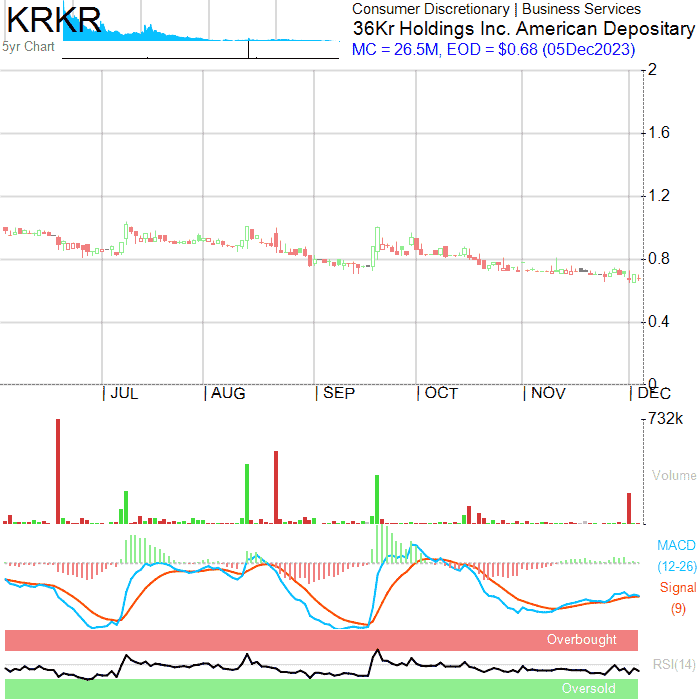 KRKR
5yr Chart
Consumer Discretionary | Business Services
36Kr Holdings Inc. American Depositary
MC = 26.5M, EOD = $0.68 (05Dec2023)
2
1.6
1.2
0.8
0.4
0
| JUL | AUG | SEP | OCT | NOV | DEC
732k
Volume
MACD
(12-26)
Signal
(9)
Overbought
RSI(14)
Oversold